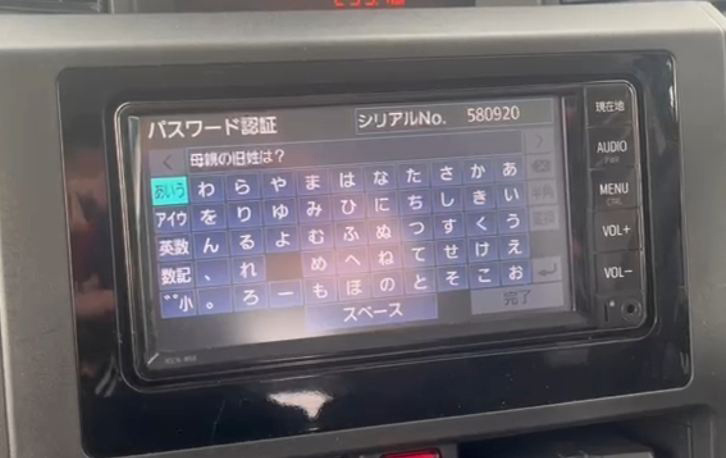 パスワード認証 シリアルNo. 580920
母親の旧姓は?
あいう わ ら や ま は な た さ か あ
アイウ を り ゆ み ひ に ち し き い 半角
英数 ん る よ む ふ ぬ つ す く う
数記 、 れ め へ ね て せ け え
゛゜小 。 ろ ー も ほ の と そ こ お
スペース 完了
現在地
AUDIO
PWR
MENU
CTRL
VOL+
VOL-